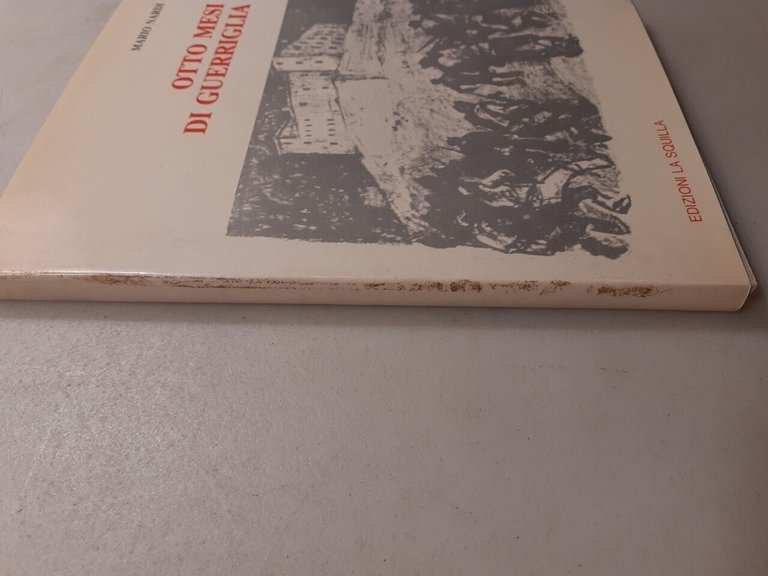 MARIO NARDI
OTTO MESI
DI GUERRIGLIA
EDIZIONI LA SQUILLA